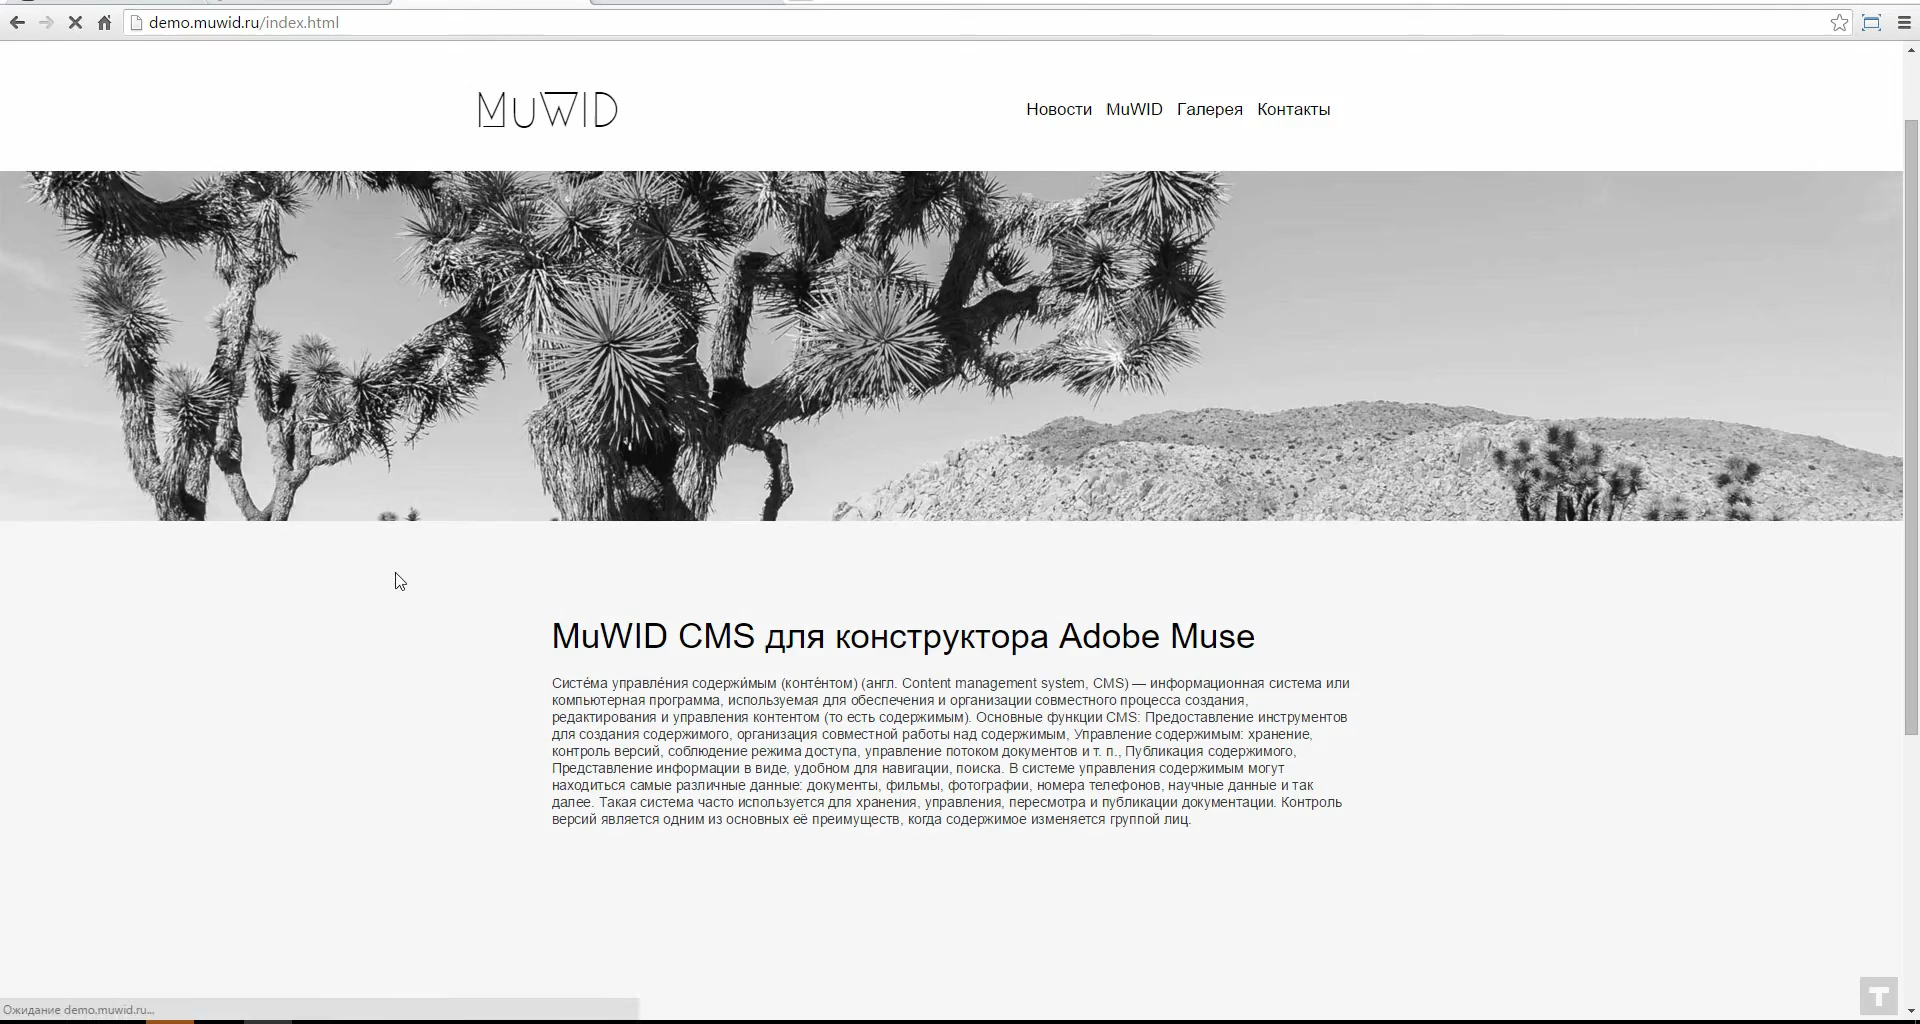 demo.muwid.ru/index.html
MuWID
Новости MuWID Галерея Контакты
MuWID CMS для конструктора Adobe Muse
Систе́ма управле́ния содержи́мым (конте́нтом) (англ. Content management system, CMS) — информационная система или
компьютерная программа, используемая для обеспечения и организации совместного процесса создания,
редактирования и управления контентом (то есть содержимым). Основные функции CMS: Предоставление инструментов
для создания содержимого, организация совместной работы над содержимым, Управление содержимым: хранение,
контроль версий, соблюдение режима доступа, управление потоком документов и т. п., Публикация содержимого,
Представление информации в виде, удобном для навигации, поиска. В системе управления содержимым могут
находиться самые различные данные: документы, фильмы, фотографии, номера телефонов, научные данные и так
далее. Такая система часто используется для хранения, управления, пересмотра и публикации документации. Контроль
версий является одним из основных её преимуществ, когда содержимое изменяется группой лиц.
T
Ожидание demo.muwid.ru...